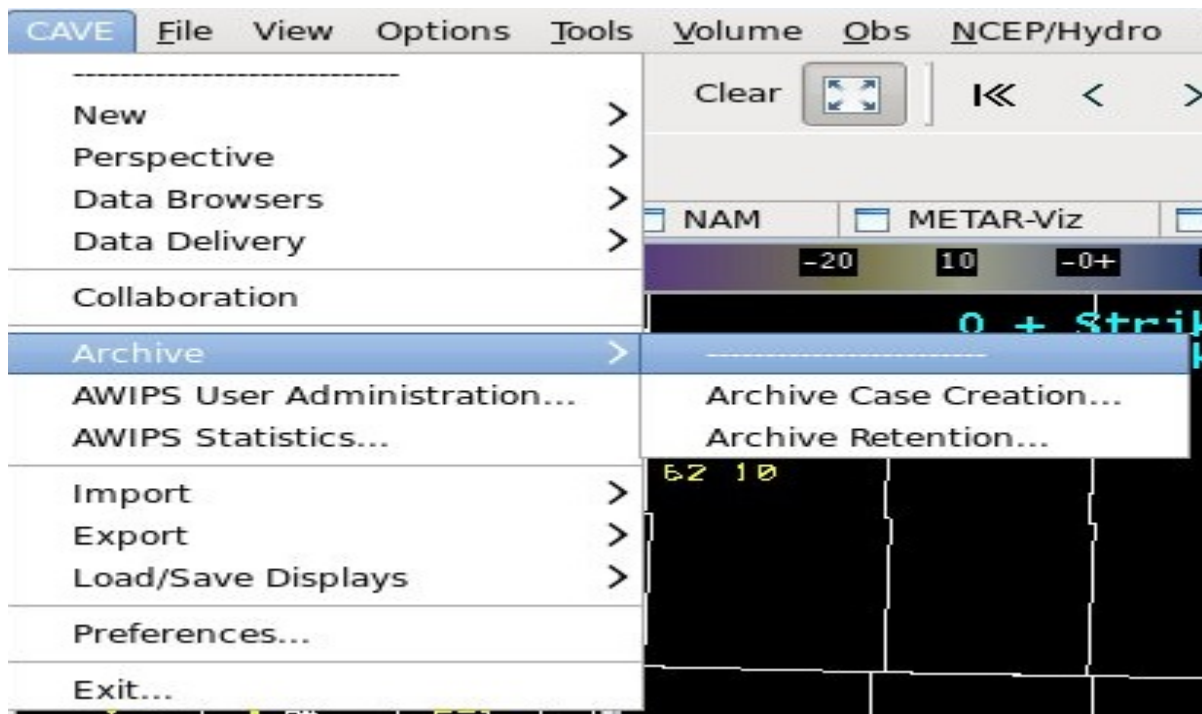 CAVE File View Options Tools Volume Obs NCEP/Hydro
Clear
New
Perspective
Data Browsers
Data Delivery
NAM METAR-Viz
-20 10 -0+
Collaboration
0 +
Archive
Archive Case Creation...
Archive Retention...
AWIPS User Administration...
AWIPS Statistics...
62 10
Import
Export
Load/Save Displays
Preferences...
Exit...